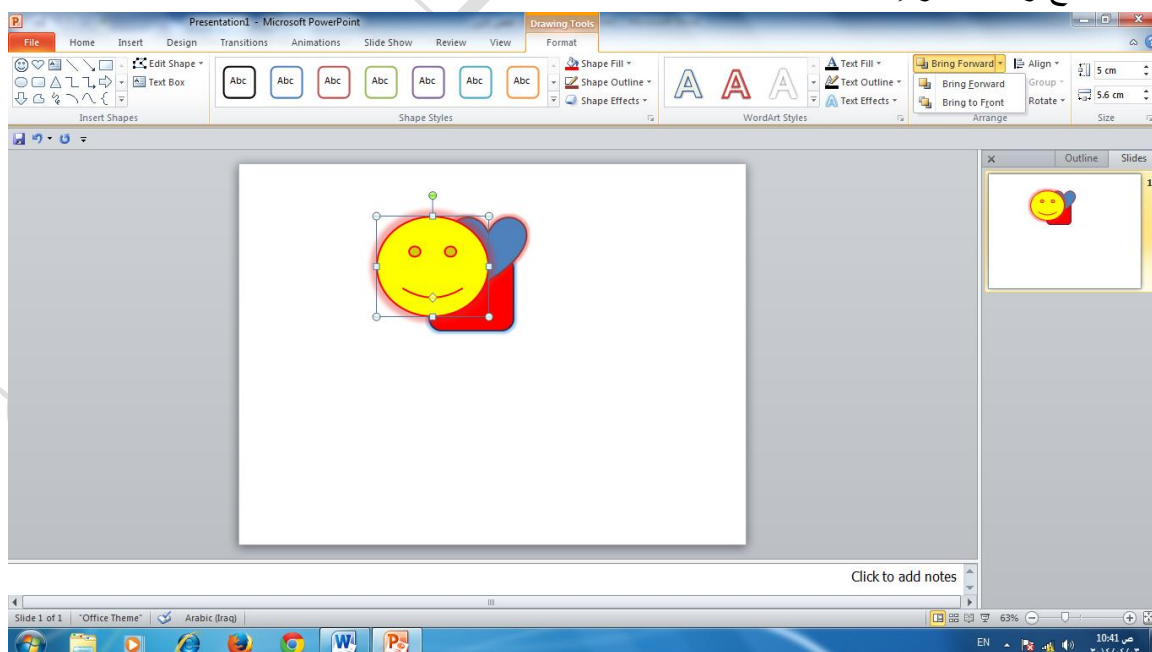 Presentation1 - Microsoft PowerPoint
Drawing Tools
File Home Insert Design Transitions Animations Slide Show Review View Format
Edit Shape
Text Box
Insert Shapes
Abc Abc Abc Abc Abc Abc Abc
Shape Fill
Shape Outline
Shape Effects
Shape Styles
A A A
Text Fill
Text Outline
Text Effects
WordArt Styles
Bring Forward
Bring Forward
Bring to Front
Align
Group
Rotate
Arrange
5 cm
5.6 cm
Size
Outline Slides
1
Click to add notes
Slide 1 of 1 "Office Theme" Arabic (Iraq) 63%
EN
10:41 ص